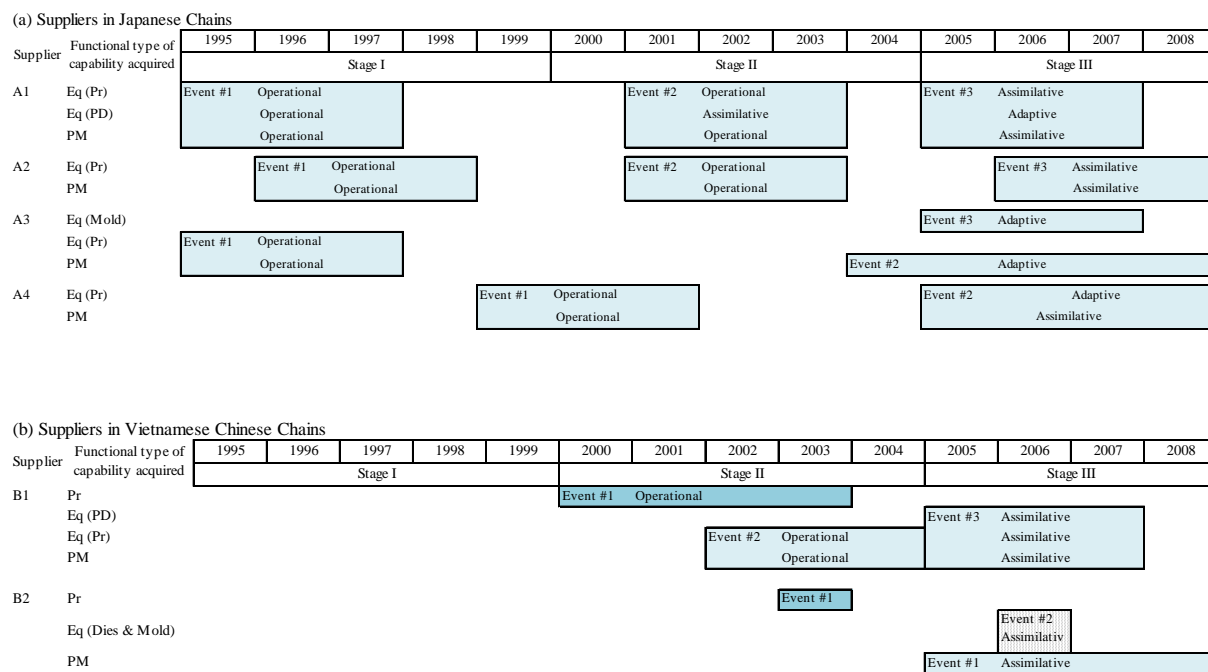 (a) Suppliers in Japanese Chains
Supplier Functional type of capability acquired 1995 1996 1997 1998 1999 2000 2001 2002 2003 2004 2005 2006 2007 2008
Stage I Stage II Stage III
A1 Eq (Pr) Event #1 Operational Event #2 Operational Event #3 Assimilative
Eq (PD) Operational Assimilative Adaptive
PM Operational Operational Assimilative
A2 Eq (Pr) Event #1 Operational Event #2 Operational Event #3 Assimilative
PM Operational Operational Assimilative
A3 Eq (Mold) Event #3 Adaptive
Eq (Pr) Event #1 Operational
PM Operational Event #2 Adaptive
A4 Eq (Pr) Event #1 Operational Event #2 Adaptive
PM Operational Assimilative
(b) Suppliers in Vietnamese Chinese Chains
Supplier Functional type of capability acquired 1995 1996 1997 1998 1999 2000 2001 2002 2003 2004 2005 2006 2007 2008
Stage I Stage II Stage III
B1 Pr Event #1 Operational
Eq (PD) Event #3 Assimilative
Eq (Pr) Event #2 Operational Assimilative
PM Operational Assimilative
B2 Pr Event #1
Event #2
Eq (Dies & Mold) Assimilativ
PM Event #1 Assimilative